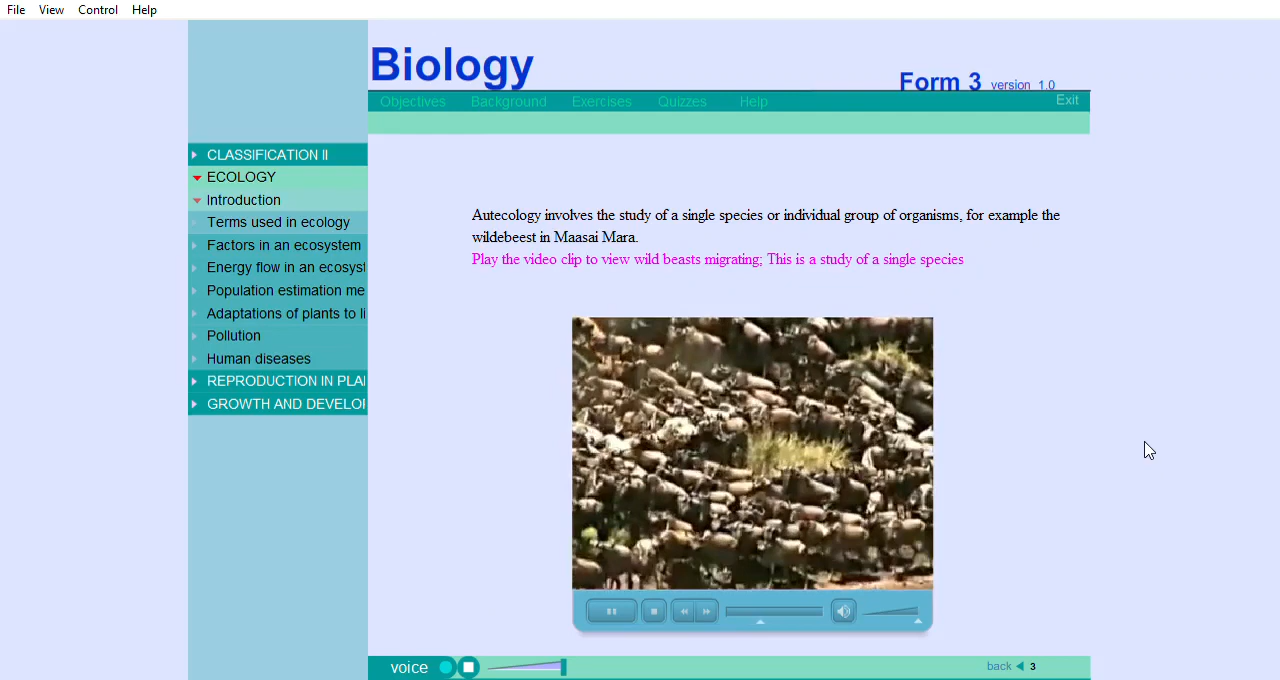 File View Control Help
Biology
Form 3 version 1.0
Objectives Background Exercises Quizzes Help Exit
CLASSIFICATION II
ECOLOGY
Introduction
Terms used in ecology
Factors in an ecosystem
Energy flow in an ecosyst
Population estimation me
Adaptations of plants to li
Pollution
Human diseases
REPRODUCTION IN PLA
GROWTH AND DEVELO
Autecology involves the study of a single species or individual group of organisms, for example the
wildebeest in Maasai Mara.
Play the video clip to view wild beasts migrating; This is a study of a single species
voice
back 3